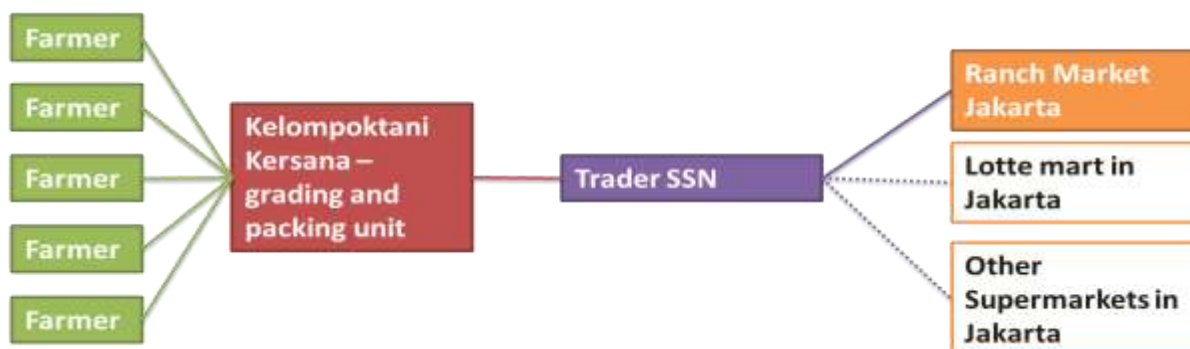 Farmer
Farmer
Farmer
Farmer
Farmer
Kelompoktani
Kersana –
grading and
packing unit
Trader SSN
Ranch Market
Jakarta
Lotte mart in
Jakarta
Other
Supermarkets in
Jakarta